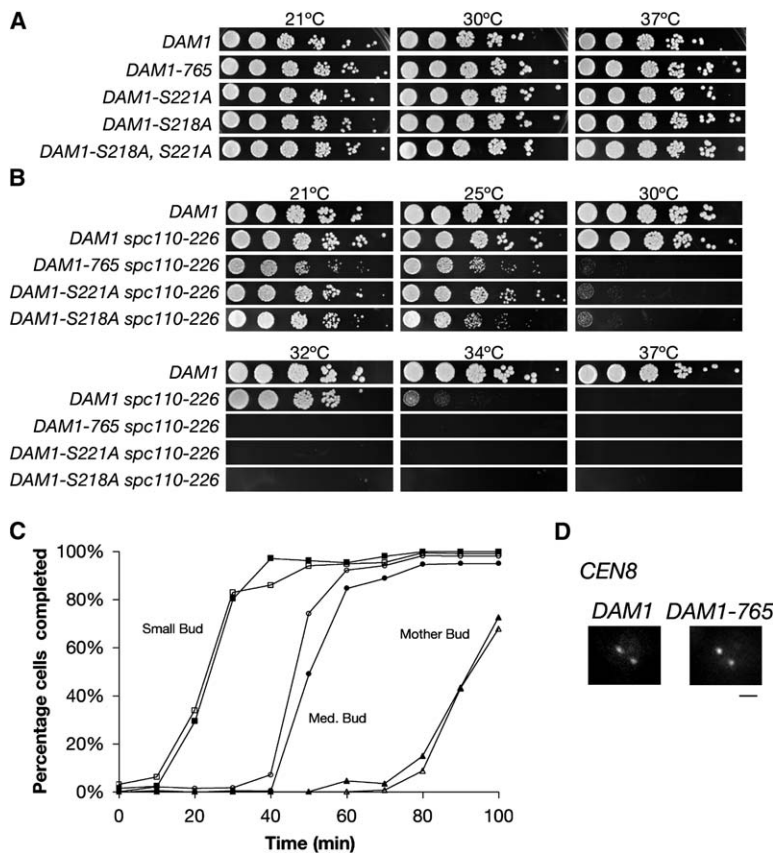 A
21ºC 30ºC 37ºC
DAM1
DAM1-765
DAM1-S221A
DAM1-S218A
DAM1-S218A, S221A
B
21ºC 25ºC 30ºC
DAM1
DAM1 spc110-226
DAM1-765 spc110-226
DAM1-S221A spc110-226
DAM1-S218A spc110-226
32ºC 34ºC 37ºC
DAM1
DAM1 spc110-226
DAM1-765 spc110-226
DAM1-S221A spc110-226
DAM1-S218A spc110-226
C
Percentage cells completed
100%
80%
60%
40%
20%
0%
Small Bud
Med. Bud
Mother Bud
0 20 40 60 80 100
Time (min)
D
CEN8
DAM1 DAM1-765